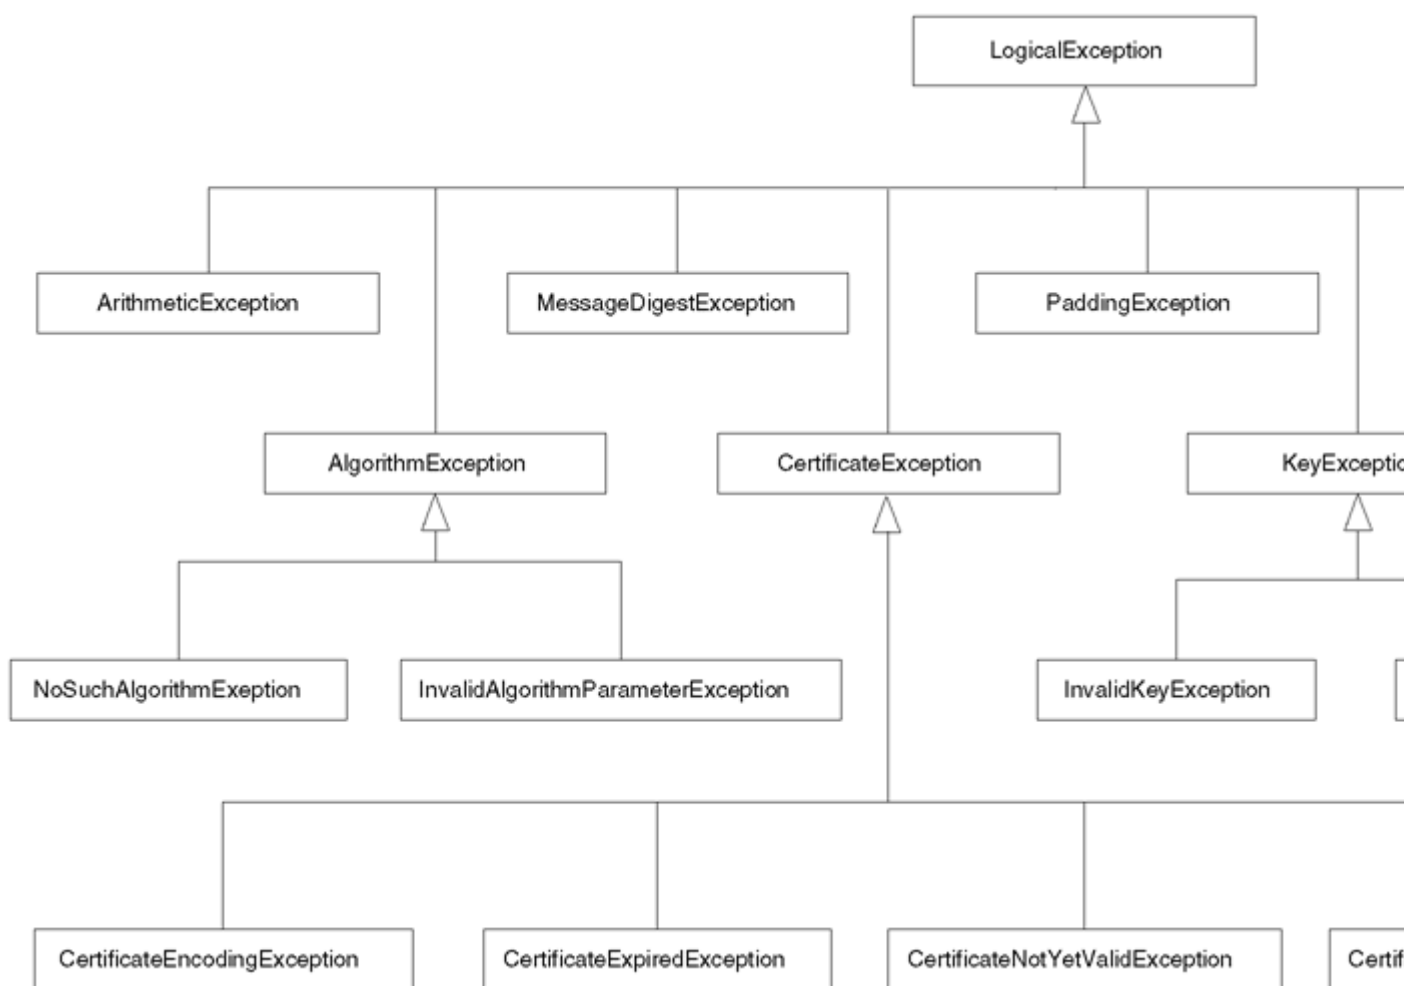 LogicalException
ArithmeticException
MessageDigestException
PaddingException
AlgorithmException
CertificateException
NoSuchAlgorithmExeption
InvalidAlgorithmParameterException
InvalidKeyException
CertificateEncodingException
CertificateExpiredException
CertificateNotYetValidException